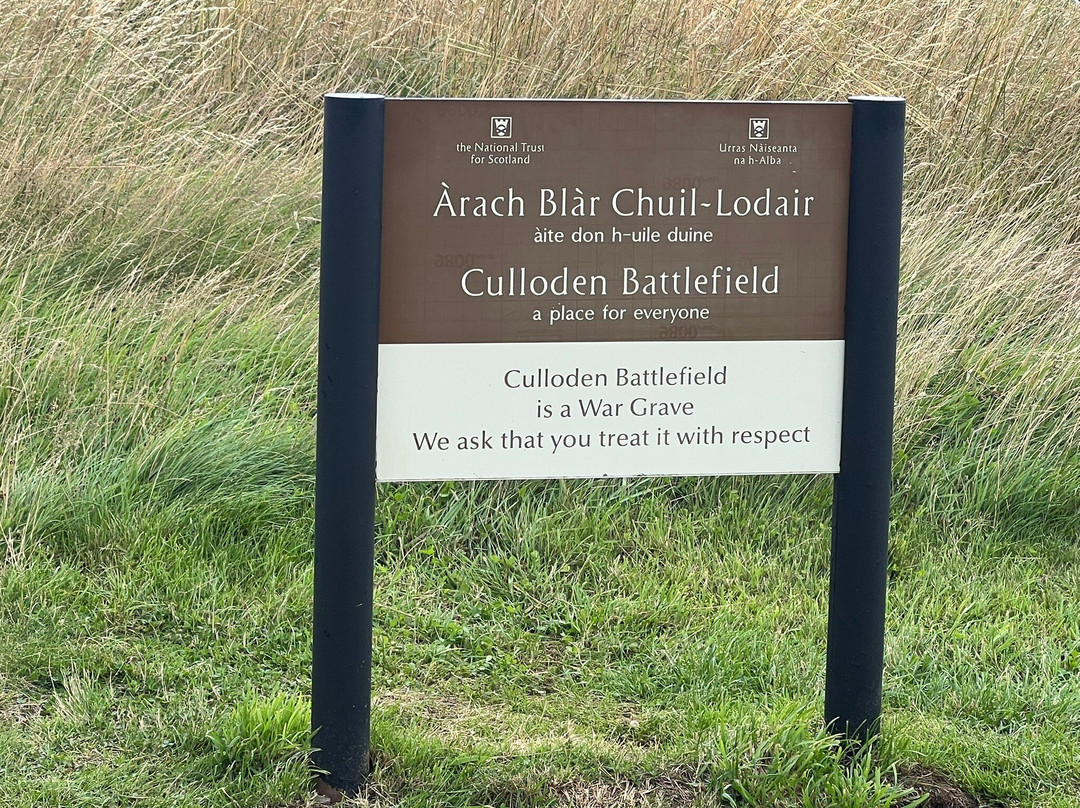 the National Trust
for Scotland
Urras Nàiseanta
na h-Alba
Àrach Blàr Chuil-Lodair
àite don h-uile duine
Culloden Battlefield
a place for everyone
Culloden Battlefield
is a War Grave
We ask that you treat it with respect